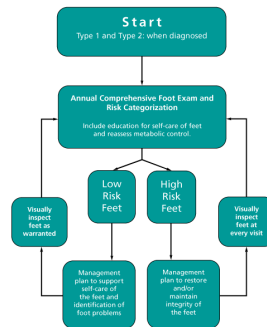 Start
Type 1 and Type 2: when diagnosed
Annual Comprehensive Foot Exam and
Risk Categorization
Include education for self-care of feet
and reassess metabolic control.
Low
Risk
Feet
High
Risk
Feet
Visually
inspect
feet as
warranted
Visually
inspect
feet at
every visit
Management
plan to support
self-care of
the feet and
identification of
foot problems
Management
plan to restore
and/or
maintain
integrity of
the feet